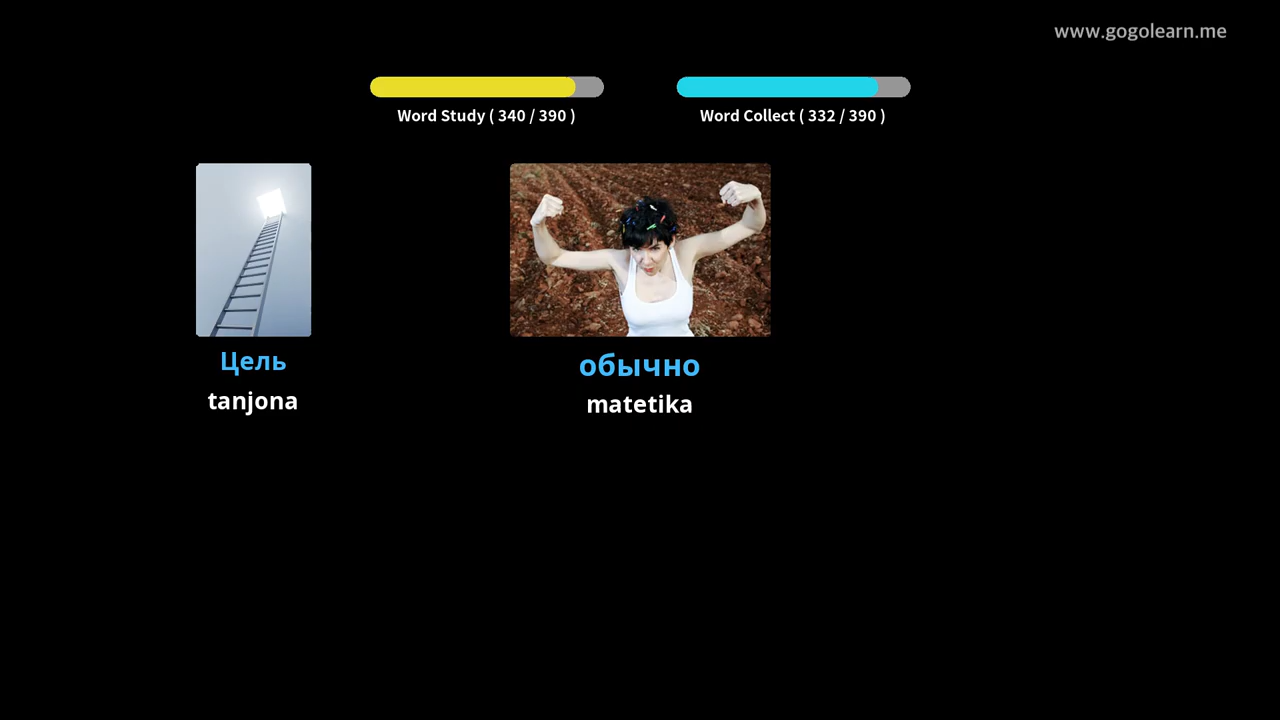 www.gogolearn.me
Word Study ( 340 / 390 )
Word Collect ( 332 / 390 )
Цель
tanjona
обычно
matetika